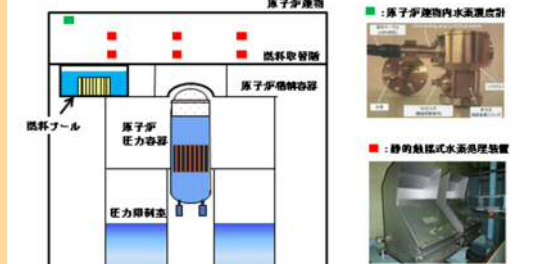 原子炉建物
燃料取替階
原子炉格納容器
燃料プール
原子炉
圧力容器
圧力抑制室
:原子炉建物内水素濃度計
:静的触媒式水素処理装置